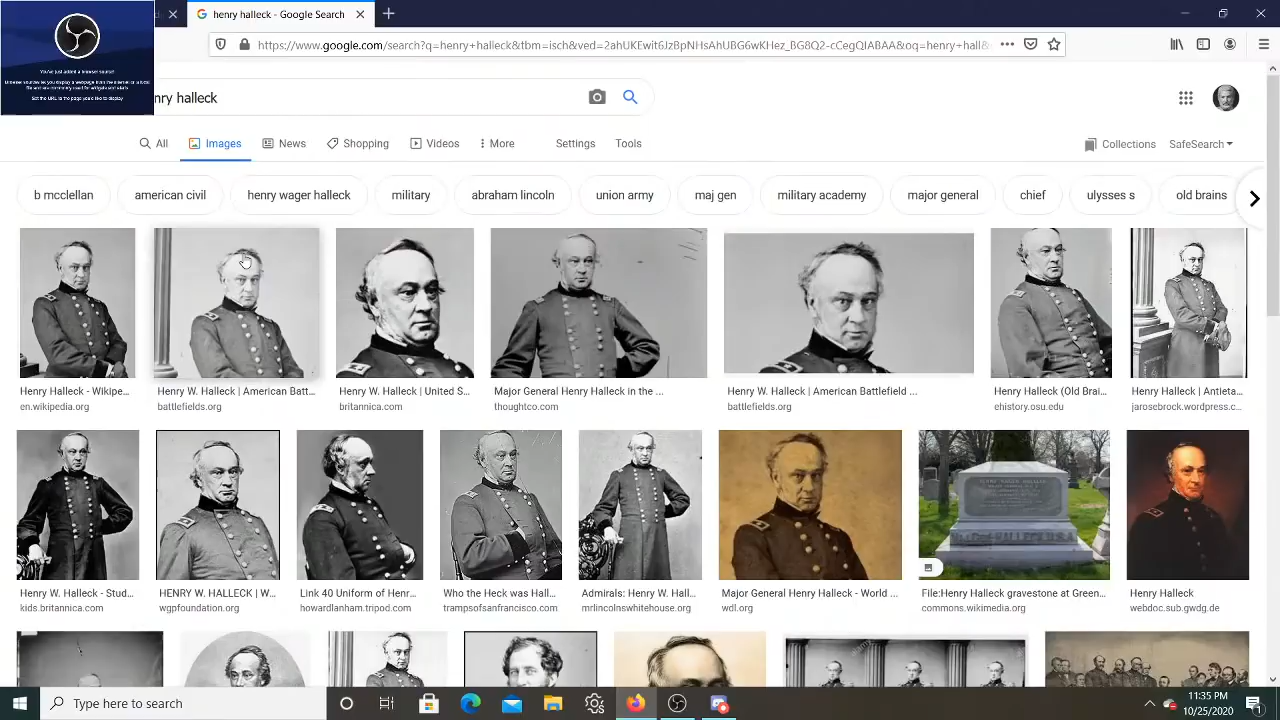 henry halleck - Google Search
https://www.google.com/search?q=henry+halleck&tbm=isch&ved=2ahUKEwit6JzBpNHsAhUBG6wKHez_BG8Q2-cCegQIABAA&oq=henry+hall&
You've just added a browser source!
nry halleck
All
Images
News
Shopping
Videos
More
Settings
Tools
Collections
SafeSearch
b mcclellan
american civil
henry wager halleck
military
abraham lincoln
union army
maj gen
military academy
major general
chief
ulysses s
old brains
Henry Halleck - Wikipe...
Henry W. Halleck | American Batt...
Henry W. Halleck | United S...
Major General Henry Halleck in the ...
Henry W. Halleck | American Battlefield ...
Henry Halleck (Old Brai...
Henry Halleck | Antieta...
en.wikipedia.org
battlefields.org
britannica.com
thoughtco.com
battlefields.org
ehistory.osu.edu
jarosebrock.wordpress.c...
Henry Halleck - Stud...
HENRY W. HALLECK | W...
Link 40 Uniform of Henr...
Who the Heck was Hall...
Admirals: Henry W. Hall...
Major General Henry Halleck - World ...
File:Henry Halleck gravestone at Green...
Henry Halleck
kids.britannica.com
wgpfoundation.org
howardlanham.tripod.com
trampsofsanfrancisco.com
mrlincolnswhitehouse.org
wdl.org
commons.wikimedia.org
webdoc.sub.gwdg.de
Type here to search
11:35 PM
10/25/2020